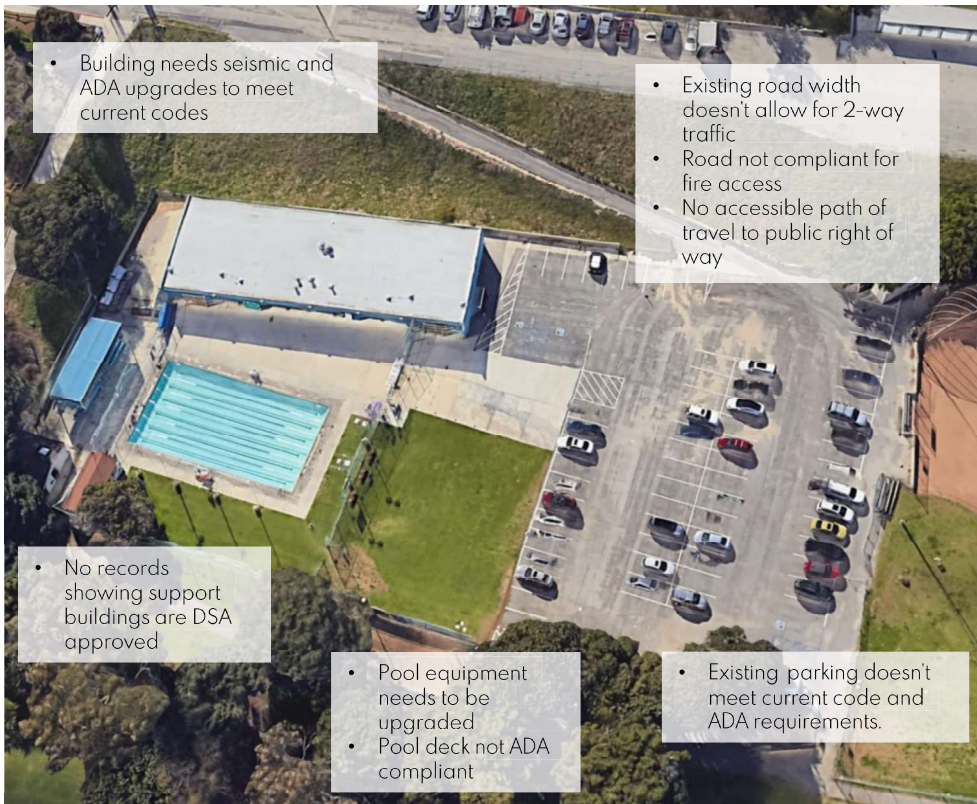 • Building needs seismic and
ADA upgrades to meet
current codes
• Existing road width
doesn't allow for 2-way
traffic
• Road not compliant for
fire access
• No accessible path of
travel to public right of
way
• No records
showing support
buildings are DSA
approved
• Pool equipment
needs to be
upgraded
• Pool deck not ADA
compliant
• Existing parking doesn't
meet current code and
ADA requirements.